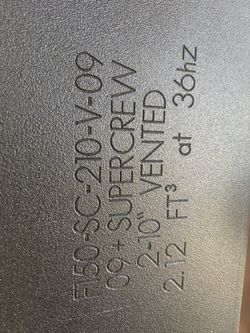 F150-SC-210-V-09
09 + SUPERCREW
2-10" VENTED
2.12 FT³ at 36hz